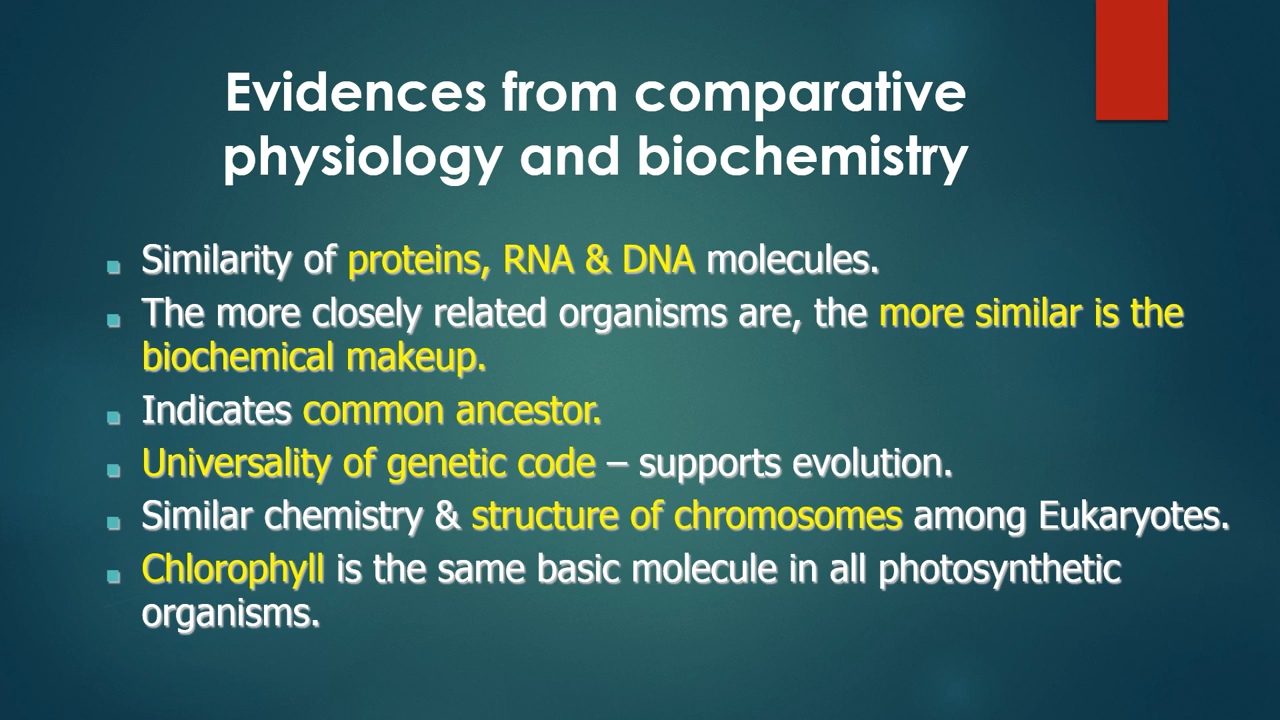 Evidences from comparative
physiology and biochemistry
Similarity of proteins, RNA & DNA molecules.
The more closely related organisms are, the more similar is the
biochemical makeup.
Indicates common ancestor.
Universality of genetic code – supports evolution.
Similar chemistry & structure of chromosomes among Eukaryotes.
Chlorophyll is the same basic molecule in all photosynthetic
organisms.